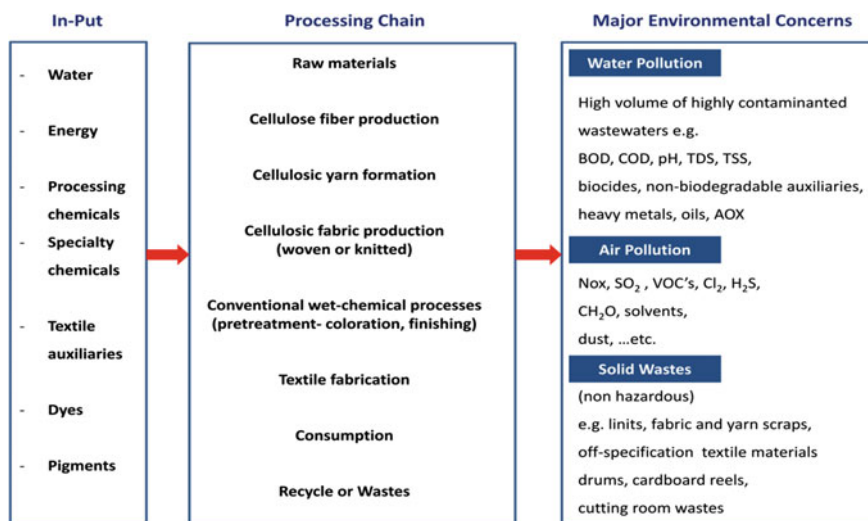 In-Put
- Water
- Energy
- Processing
chemicals
- Specialty
chemicals
- Textile
auxiliaries
- Dyes
- Pigments
Processing Chain
Raw materials
Cellulose fiber production
Cellulosic yarn formation
Cellulosic fabric production
(woven or knitted)
Conventional wet-chemical processes
(pretreatment- coloration, finishing)
Textile fabrication
Consumption
Recycle or Wastes
Major Environmental Concerns
Water Pollution
High volume of highly contaminanted
wastewaters e.g.
BOD, COD, pH, TDS, TSS,
biocides, non-biodegradable auxiliaries,
heavy metals, oils, AOX
Air Pollution
Nox, SO₂ , VOC’s, Cl₂, H₂S,
CH₂O, solvents,
dust, ...etc.
Solid Wastes
(non hazardous)
e.g. linits, fabric and yarn scraps,
off-specification textile materials
drums, cardboard reels,
cutting room wastes